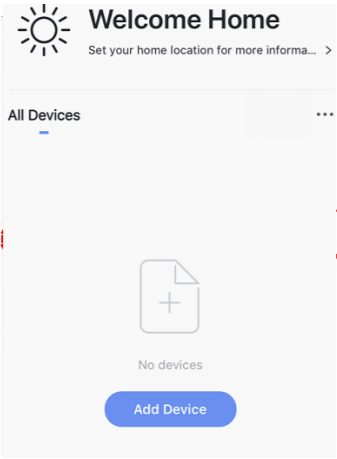 Welcome Home
Set your home location for more informa... >
All Devices
No devices
Add Device